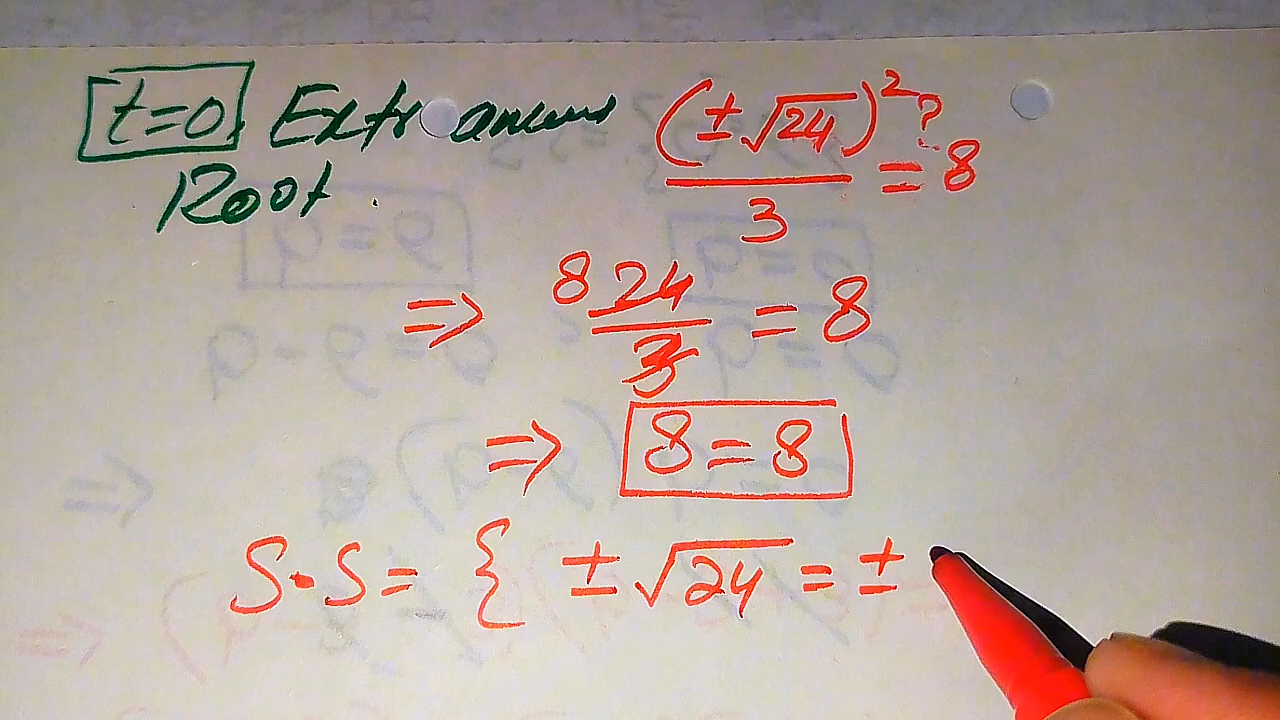 t=0, Extraneous
Root.
(±√24)²/3 ?= 8
⇒ 8 24/3 = 8
⇒ 8=8
S.S = { ±√24 = ±